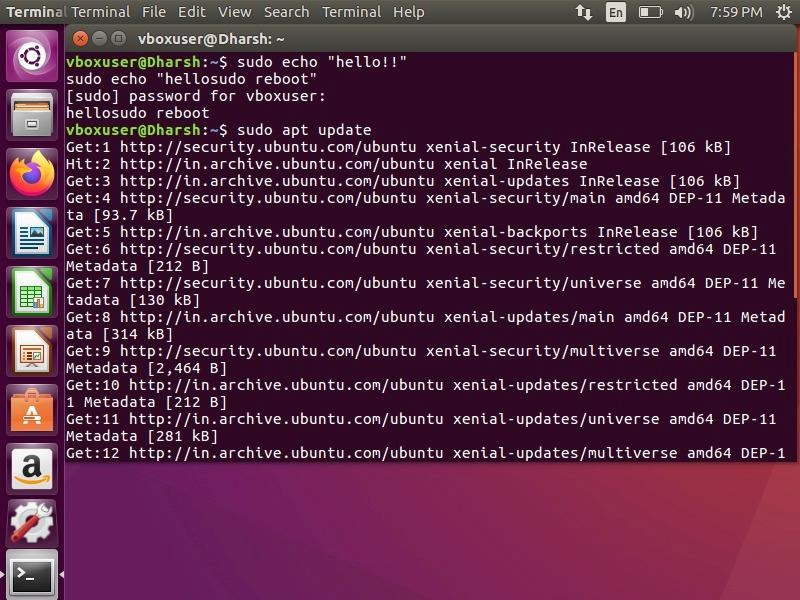 Terminal Terminal File Edit View Search Terminal Help En 7:59 PM
vboxuser@Dharsh: ~
vboxuser@Dharsh:~$ sudo echo "hello!!"
sudo echo "hellosudo reboot"
[sudo] password for vboxuser:
hellosudo reboot
vboxuser@Dharsh:~$ sudo apt update
Get:1 http://security.ubuntu.com/ubuntu xenial-security InRelease [106 kB]
Hit:2 http://in.archive.ubuntu.com/ubuntu xenial InRelease
Get:3 http://in.archive.ubuntu.com/ubuntu xenial-updates InRelease [106 kB]
Get:4 http://security.ubuntu.com/ubuntu xenial-security/main amd64 DEP-11 Metada
ta [93.7 kB]
Get:5 http://in.archive.ubuntu.com/ubuntu xenial-backports InRelease [106 kB]
Get:6 http://security.ubuntu.com/ubuntu xenial-security/restricted amd64 DEP-11
Metadata [212 B]
Get:7 http://security.ubuntu.com/ubuntu xenial-security/universe amd64 DEP-11 Me
tadata [130 kB]
Get:8 http://in.archive.ubuntu.com/ubuntu xenial-updates/main amd64 DEP-11 Metad
ata [314 kB]
Get:9 http://security.ubuntu.com/ubuntu xenial-security/multiverse amd64 DEP-11
Metadata [2,464 B]
Get:10 http://in.archive.ubuntu.com/ubuntu xenial-updates/restricted amd64 DEP-1
1 Metadata [212 B]
Get:11 http://in.archive.ubuntu.com/ubuntu xenial-updates/universe amd64 DEP-11
Metadata [281 kB]
Get:12 http://in.archive.ubuntu.com/ubuntu xenial-updates/multiverse amd64 DEP-1